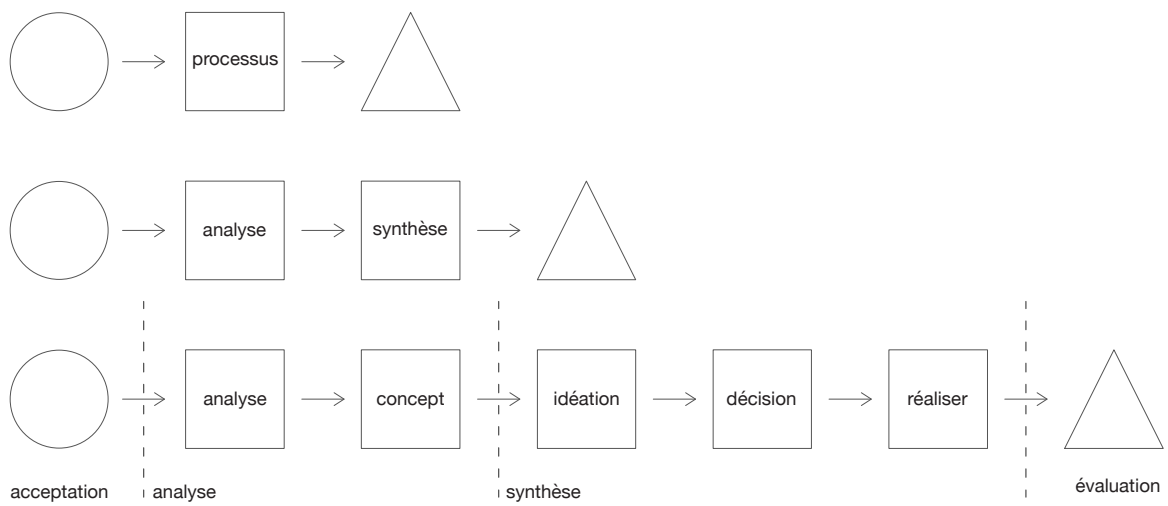 processus
analyse
synthèse
analyse
concept
idéation
décision
réaliser
acceptation
analyse
synthèse
évaluation